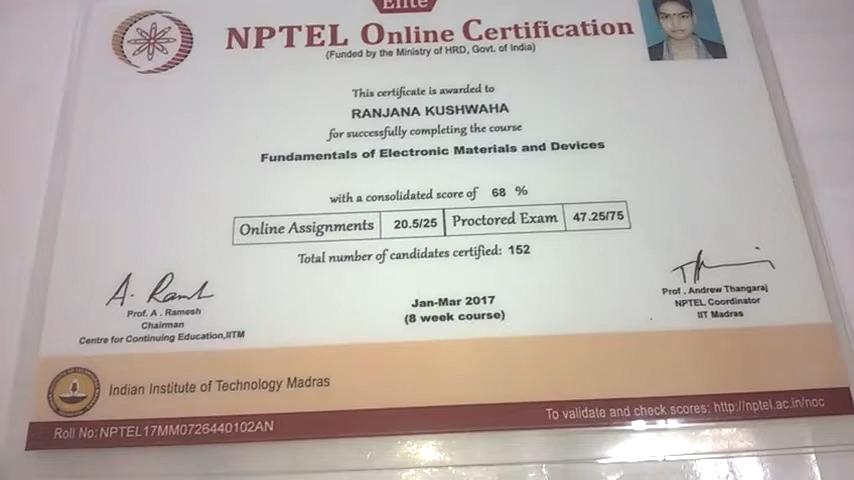 Elite
NPTEL Online Certification
(Funded by the Ministry of HRD, Govt. of India)
This certificate is awarded to
RANJANA KUSHWAHA
for successfully completing the course
Fundamentals of Electronic Materials and Devices
with a consolidated score of 68 %
Online Assignments 20.5/25 Proctored Exam 47.25/75
Total number of candidates certified: 152
A. Ramesh
Prof. A . Ramesh
Chairman
Centre for Continuing Education,IITM
Jan-Mar 2017
(8 week course)
Prof . Andrew Thangaraj
NPTEL Coordinator
IIT Madras
Indian Institute of Technology Madras
Roll No: NPTEL17MM0726440102AN
To validate and check scores: http://nptel.ac.in/noc